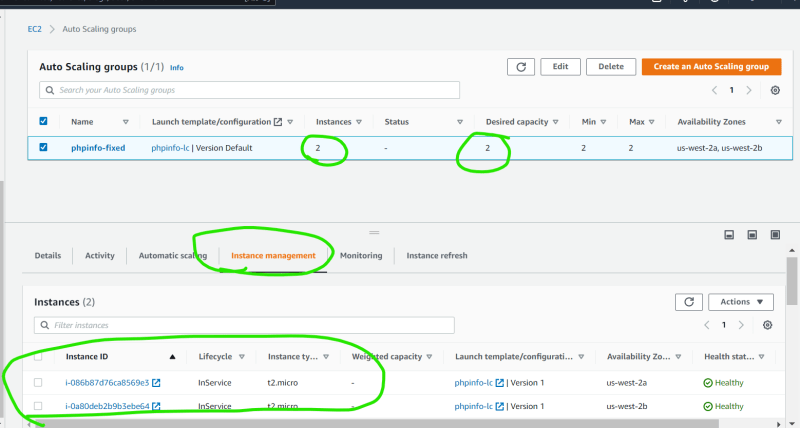 EC2 > Auto Scaling groups
Auto Scaling groups (1/1) Info
Edit Delete Create an Auto Scaling group
Search your Auto Scaling groups
1
Name Launch template/configuration Instances Status Desired capacity Min Max Availability Zones
phpinfo-fixed phpinfo-lc | Version Default 2 - 2 2 2 us-west-2a, us-west-2b
Details Activity Automatic scaling Instance management Monitoring Instance refresh
Instances (2)
Actions
Filter instances
1
Instance ID Lifecycle Instance ty... Weighted capacity Launch template/configurati... Availability Zo... Health stat...
i-086b87d76ca8569e3 InService t2.micro - phpinfo-lc | Version 1 us-west-2a Healthy
i-0a80deb2b9b3ebe64 InService t2.micro - phpinfo-lc | Version 1 us-west-2b Healthy